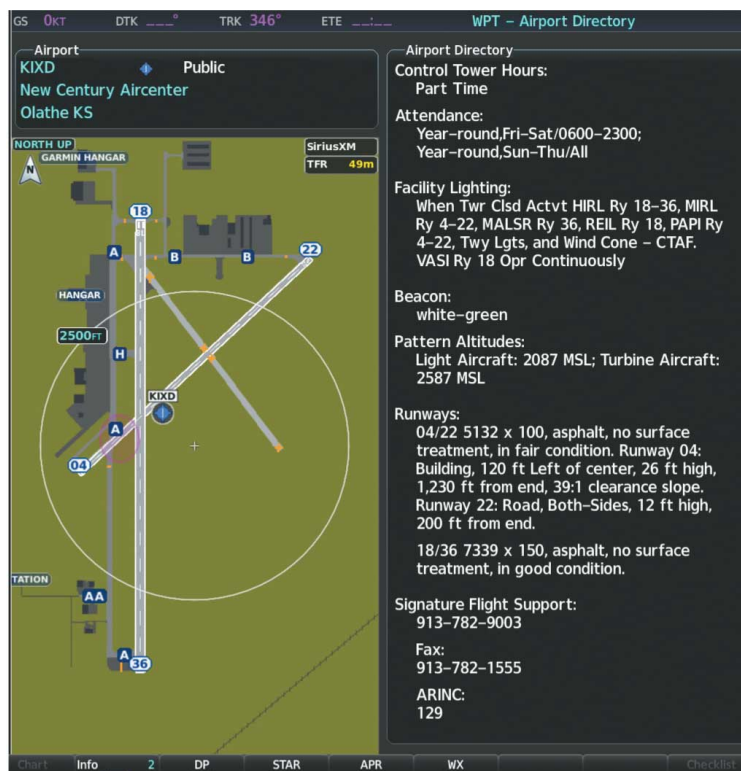 GS 0KT DTK ___° TRK 346° ETE __:__ WPT – Airport Directory
Airport
KIXD Public
New Century Aircenter
Olathe KS
NORTH UP
N
GARMIN HANGAR
SiriusXM
TFR 49m
18
A
B
B
22
HANGAR
2500FT
H
KIXD
A
04
TATION
AA
A
36
Airport Directory
Control Tower Hours:
Part Time
Attendance:
Year–round,Fri–Sat/0600–2300;
Year–round,Sun–Thu/All
Facility Lighting:
When Twr Clsd Actvt HIRL Ry 18–36, MIRL
Ry 4–22, MALSR Ry 36, REIL Ry 18, PAPI Ry
4–22, Twy Lgts, and Wind Cone – CTAF.
VASI Ry 18 Opr Continuously
Beacon:
white–green
Pattern Altitudes:
Light Aircraft: 2087 MSL; Turbine Aircraft:
2587 MSL
Runways:
04/22 5132 x 100, asphalt, no surface
treatment, in fair condition. Runway 04:
Building, 120 ft Left of center, 26 ft high,
1,230 ft from end, 39:1 clearance slope.
Runway 22: Road, Both–Sides, 12 ft high,
200 ft from end.
18/36 7339 x 150, asphalt, no surface
treatment, in good condition.
Signature Flight Support:
913–782–9003
Fax:
913–782–1555
ARINC:
129
Chart Info 2 DP STAR APR WX Checklist